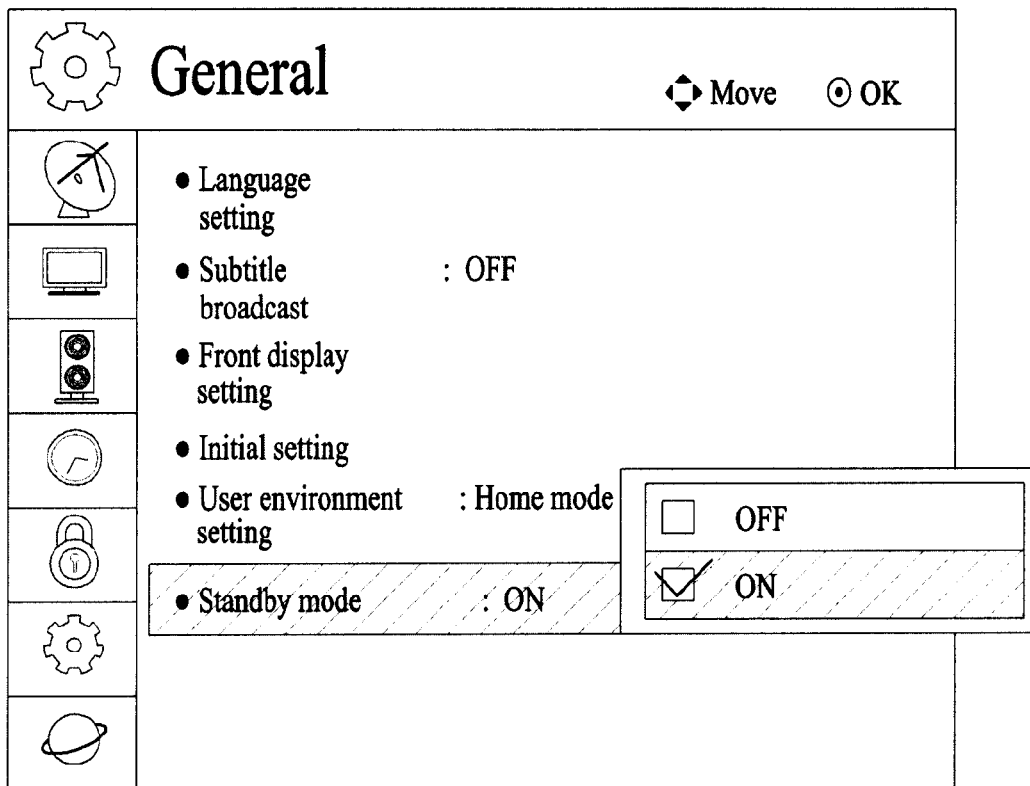 General
Move OK
● Language
setting
● Subtitle : OFF
broadcast
● Front display
setting
● Initial setting
● User environment : Home mode
setting
OFF
● Standby mode : ON
ON